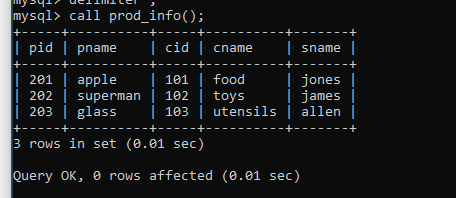 mysql> delimiter ;
mysql> call prod_info();
+-----+----------+-----+----------+-------+
| pid | pname    | cid | cname    | sname |
+-----+----------+-----+----------+-------+
| 201 | apple    | 101 | food     | jones |
| 202 | superman | 102 | toys     | james |
| 203 | glass    | 103 | utensils | allen |
+-----+----------+-----+----------+-------+
3 rows in set (0.01 sec)
Query OK, 0 rows affected (0.01 sec)